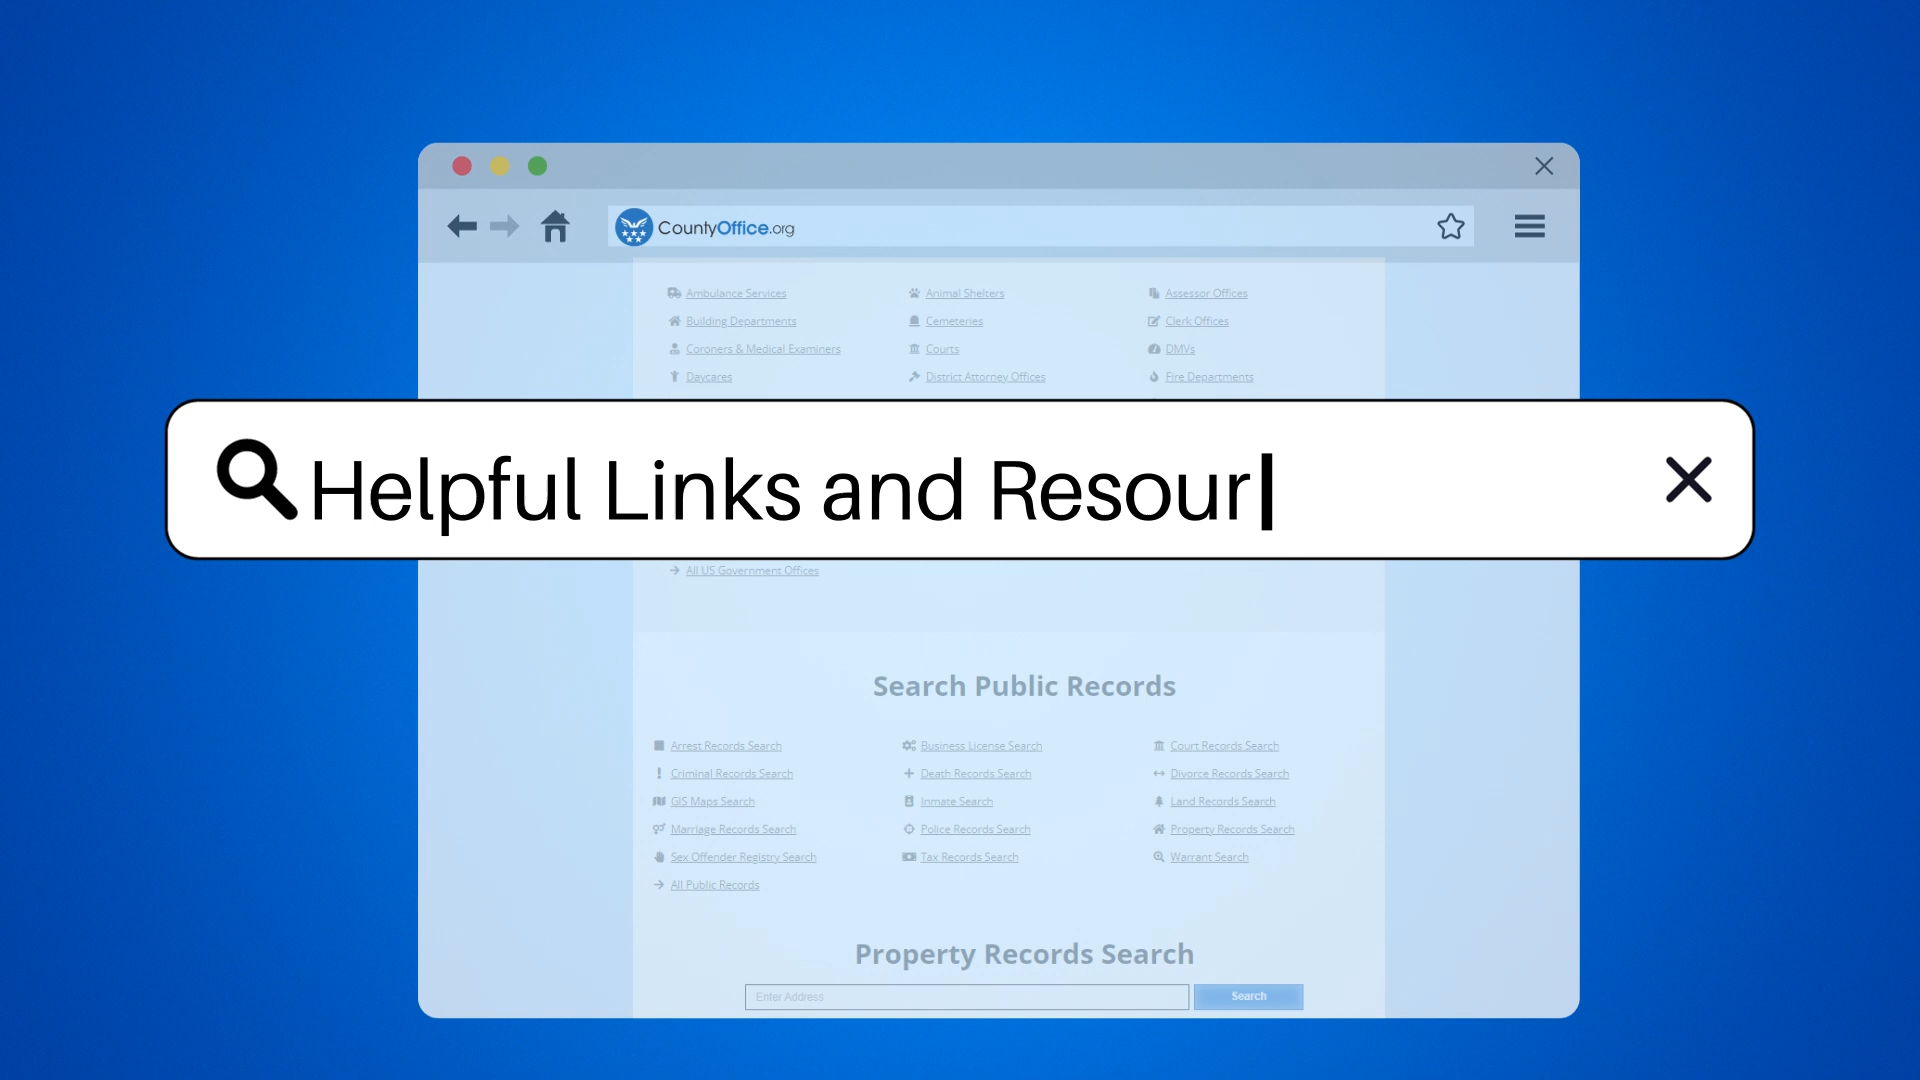 CountyOffice.org
Ambulance Services Animal Shelters Assessor Offices
Building Departments Cemeteries Clerk Offices
Coroners & Medical Examiners Courts DMVs
Daycares District Attorney Offices Fire Departments
Helpful Links and Resour
All US Government Offices
Search Public Records
Arrest Records Search Business License Search Court Records Search
Criminal Records Search Death Records Search Divorce Records Search
GIS Maps Search Inmate Search Land Records Search
Marriage Records Search Police Records Search Property Records Search
Sex Offender Registry Search Tax Records Search Warrant Search
All Public Records
Property Records Search
Enter Address Search